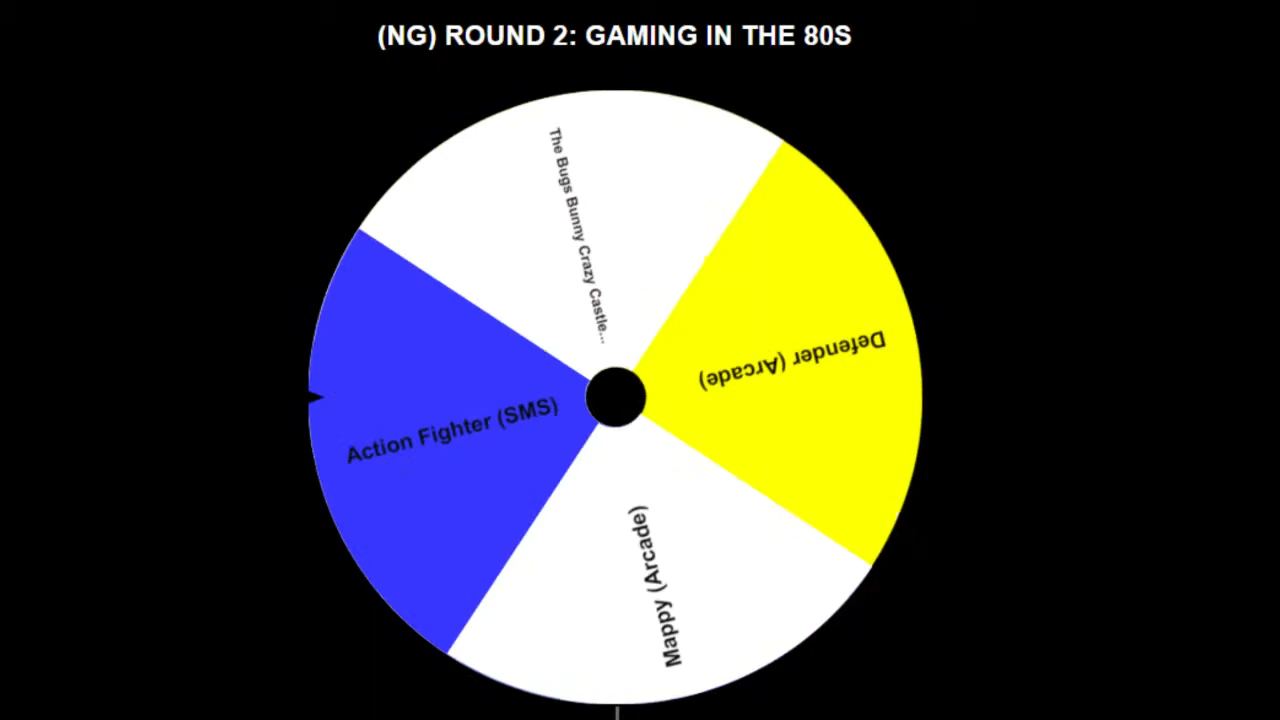 (NG) ROUND 2: GAMING IN THE 80S
The Bugs Bunny Crazy Castle...
Defender (Arcade)
Action Fighter (SMS)
Mappy (Arcade)